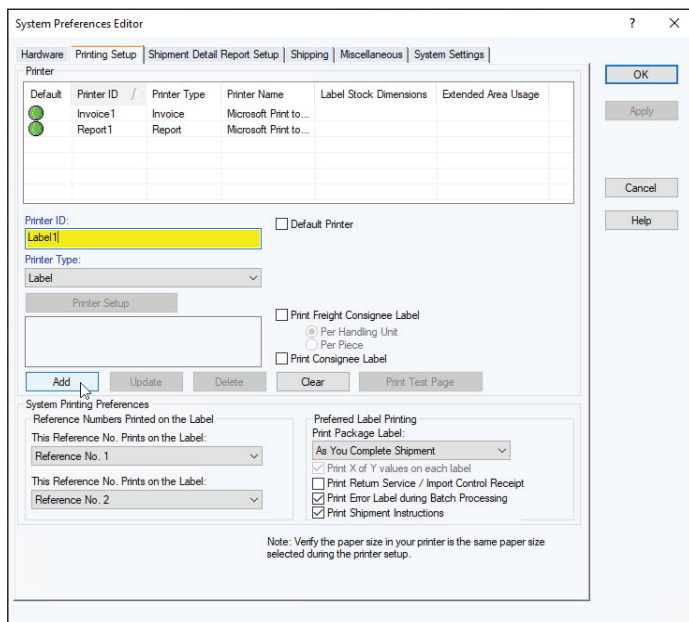 System Preferences Editor ? ×
Hardware Printing Setup Shipment Detail Report Setup Shipping Miscellaneous System Settings
Printer
Default Printer ID / Printer Type Printer Name Label Stock Dimensions Extended Area Usage
Invoice1 Invoice Microsoft Print to...
Report1 Report Microsoft Print to...
OK
Apply
Cancel
Help
Printer ID:
Label1
Default Printer
Printer Type:
Label
Printer Setup
Print Freight Consignee Label
Per Handling Unit
Per Piece
Print Consignee Label
Add Update Delete Clear Print Test Page
System Printing Preferences
Reference Numbers Printed on the Label
This Reference No. Prints on the Label:
Reference No. 1
This Reference No. Prints on the Label:
Reference No. 2
Preferred Label Printing
Print Package Label:
As You Complete Shipment
Print X of Y values on each label
Print Return Service / Import Control Receipt
Print Error Label during Batch Processing
Print Shipment Instructions
Note: Verify the paper size in your printer is the same paper size
selected during the printer setup.